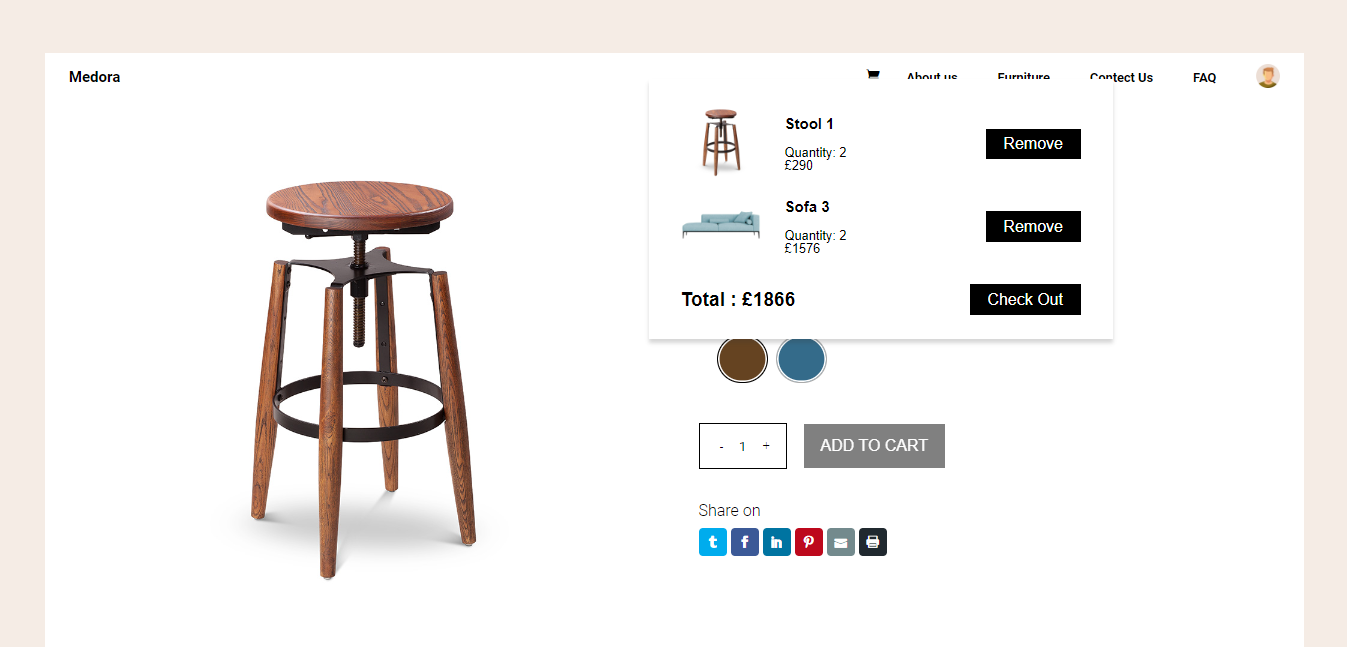 Medora
About us
Furniture
Contect Us
FAQ
Stool 1
Quantity: 2
£290
Remove
Sofa 3
Quantity: 2
£1576
Remove
Total : £1866
Check Out
- 1 +
ADD TO CART
Share on